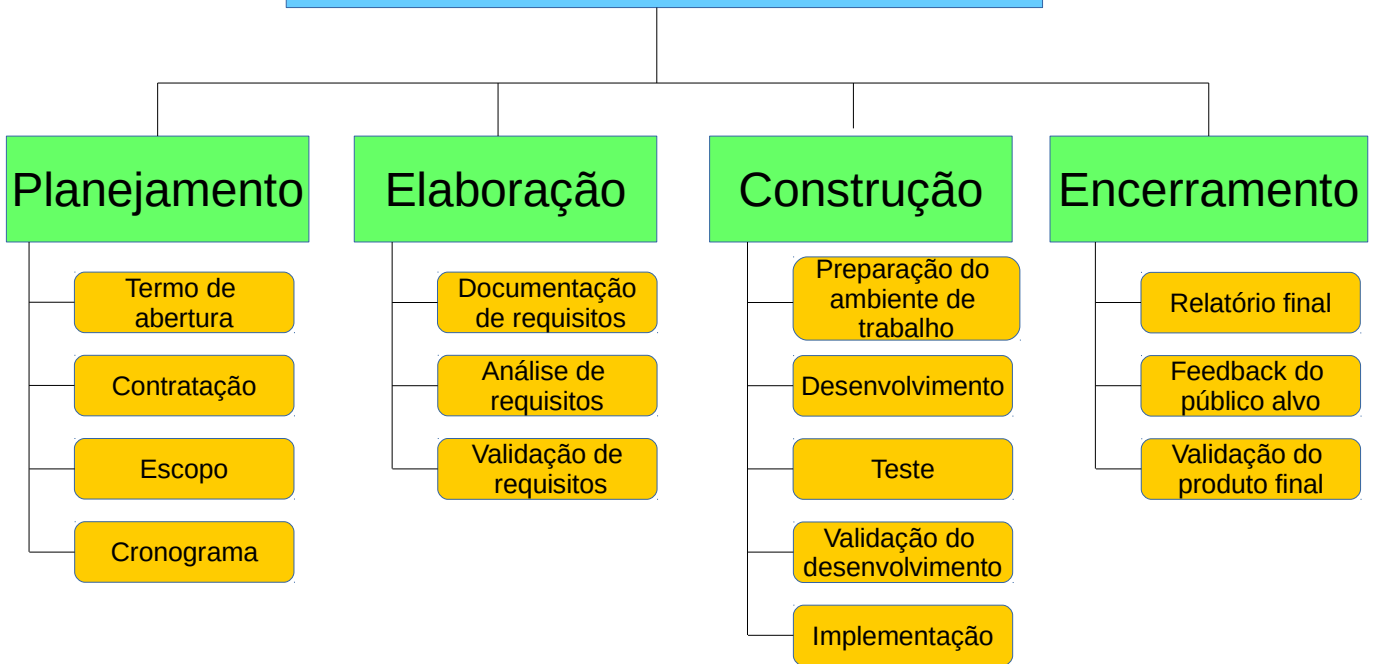 Planejamento
Termo de
abertura
Contratação
Escopo
Cronograma
Elaboração
Documentação
de requisitos
Análise de
requisitos
Validação de
requisitos
Construção
Preparação do
ambiente de
trabalho
Desenvolvimento
Teste
Validação do
desenvolvimento
Implementação
Encerramento
Relatório final
Feedback do
público alvo
Validação do
produto final